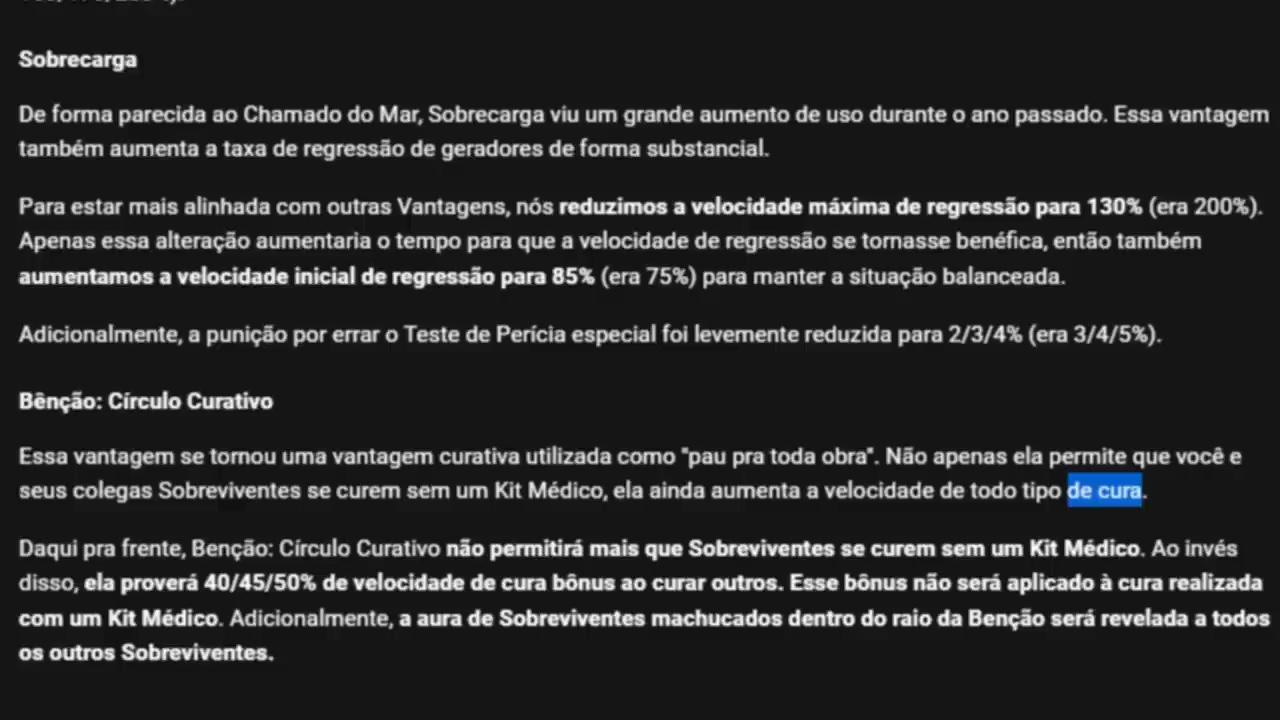 Sobrecarga
De forma parecida ao Chamado do Mar, Sobrecarga viu um grande aumento de uso durante o ano passado. Essa vantagem
também aumenta a taxa de regressão de geradores de forma substancial.
Para estar mais alinhada com outras Vantagens, nós reduzimos a velocidade máxima de regressão para 130% (era 200%).
Apenas essa alteração aumentaria o tempo para que a velocidade de regressão se tornasse benéfica, então também
aumentamos a velocidade inicial de regressão para 85% (era 75%) para manter a situação balanceada.
Adicionalmente, a punição por errar o Teste de Perícia especial foi levemente reduzida para 2/3/4% (era 3/4/5%).
Bênção: Círculo Curativo
Essa vantagem se tornou uma vantagem curativa utilizada como "pau pra toda obra". Não apenas ela permite que você e
seus colegas Sobreviventes se curem sem um Kit Médico, ela ainda aumenta a velocidade de todo tipo de cura.
Daqui pra frente, Benção: Círculo Curativo não permitirá mais que Sobreviventes se curem sem um Kit Médico. Ao invés
disso, ela proverá 40/45/50% de velocidade de cura bônus ao curar outros. Esse bônus não será aplicado à cura realizada
com um Kit Médico. Adicionalmente, a aura de Sobreviventes machucados dentro do raio da Benção será revelada a todos
os outros Sobreviventes.